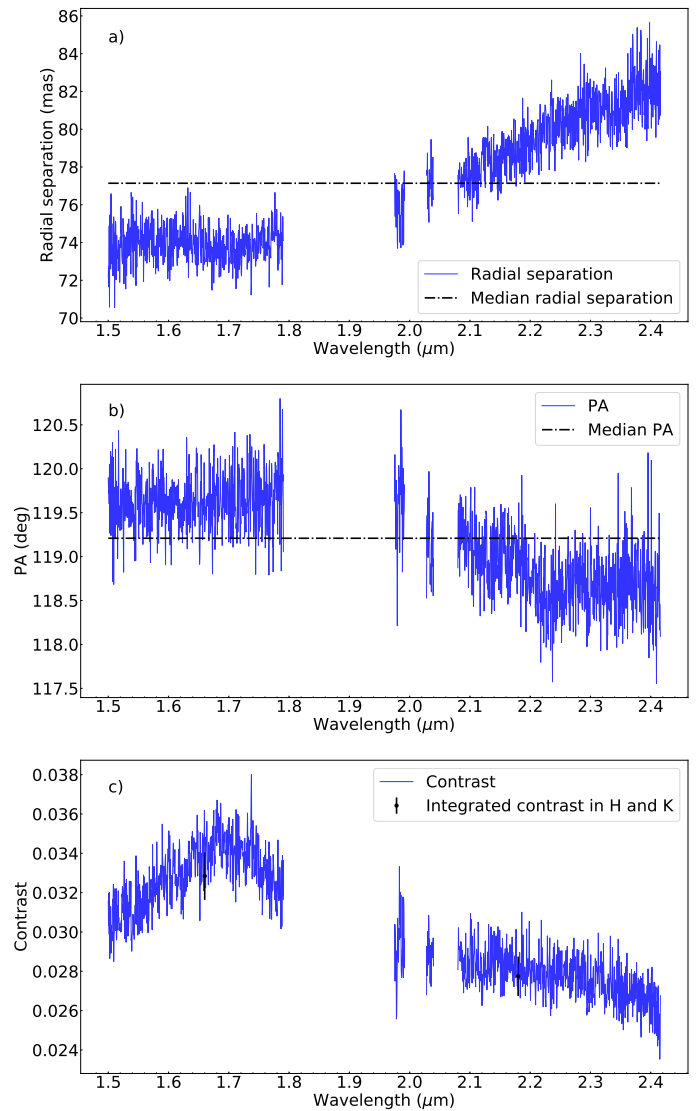 a)
Radial separation (mas)
86
84
82
80
78
76
74
72
70
Radial separation
Median radial separation
1.5 1.6 1.7 1.8 1.9 2.0 2.1 2.2 2.3 2.4
Wavelength (μm)
b)
PA (deg)
120.5
120.0
119.5
119.0
118.5
118.0
117.5
PA
Median PA
1.5 1.6 1.7 1.8 1.9 2.0 2.1 2.2 2.3 2.4
Wavelength (μm)
c)
Contrast
0.038
0.036
0.034
0.032
0.030
0.028
0.026
0.024
Contrast
Integrated contrast in H and K
1.5 1.6 1.7 1.8 1.9 2.0 2.1 2.2 2.3 2.4
Wavelength (μm)